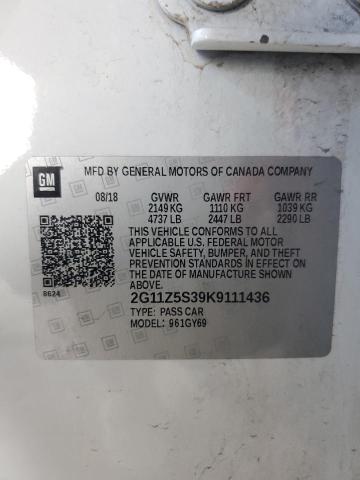 GM
MFD BY GENERAL MOTORS OF CANADA COMPANY
08/18 GVWR GAWR FRT GAWR RR
2149 KG 1110 KG 1039 KG
4737 LB 2447 LB 2290 LB
THIS VEHICLE CONFORMS TO ALL
APPLICABLE U.S. FEDERAL MOTOR
VEHICLE SAFETY, BUMPER, AND THEFT
PREVENTION STANDARDS IN EFFECT ON
THE DATE OF MANUFACTURE SHOWN ABOVE.
8624
2G11Z5S39K9111436
TYPE: PASS CAR
MODEL: 961GY69